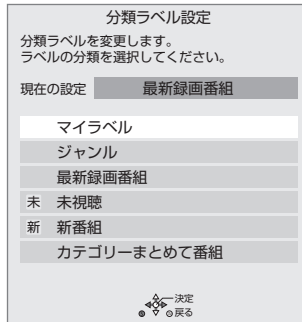 分類ラベル設定
分類ラベルを変更します。
ラベルの分類を選択してください。
現在の設定 最新録画番組
マイラベル
ジャンル
最新録画番組
未 未視聴
新 新番組
カテゴリーまとめて番組
決定
戻る